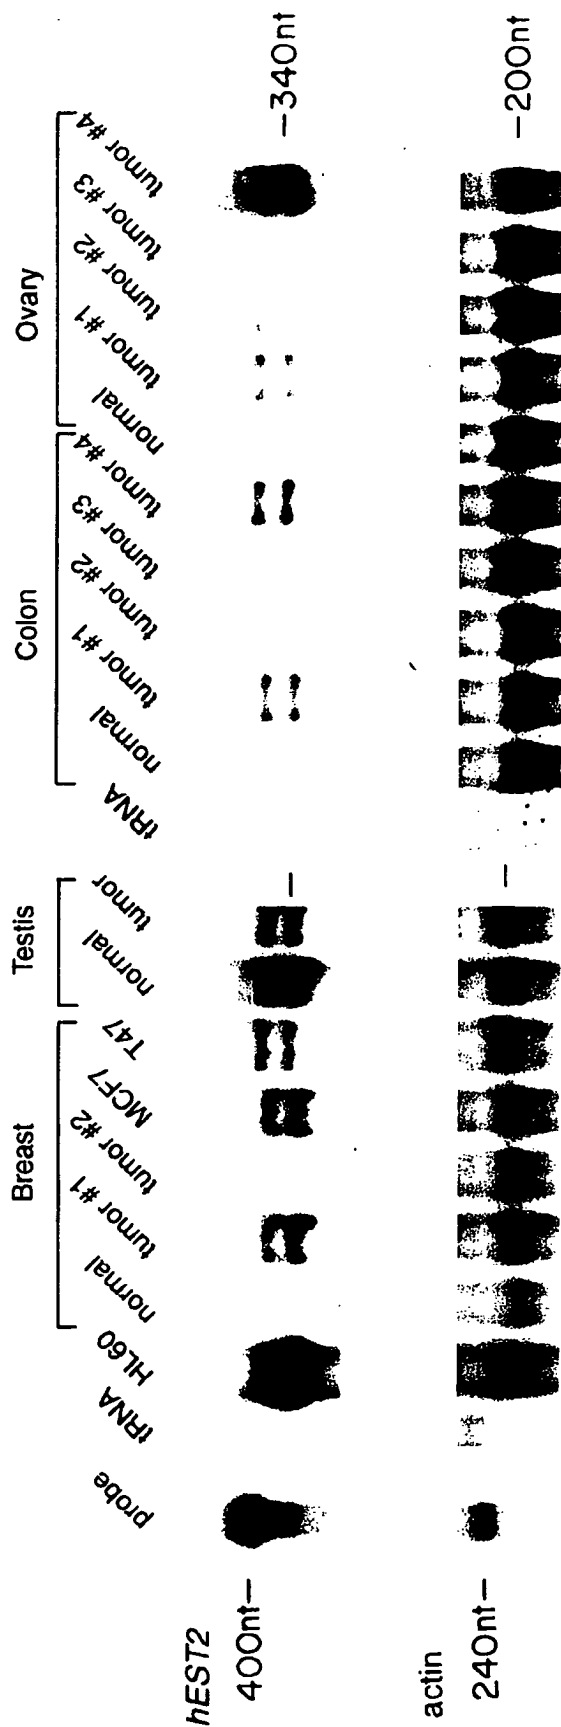 Breast
Testis
Colon
Ovary
probe
tRNA
HL60
normal
tumor #1
tumor #2
MCF7
T47
normal
tumor
tRNA
normal
tumor #1
tumor #2
tumor #3
tumor #4
normal
tumor #1
tumor #2
tumor #3
tumor #4
hEST2
400nt–
–340nt
actin
240nt–
–200nt